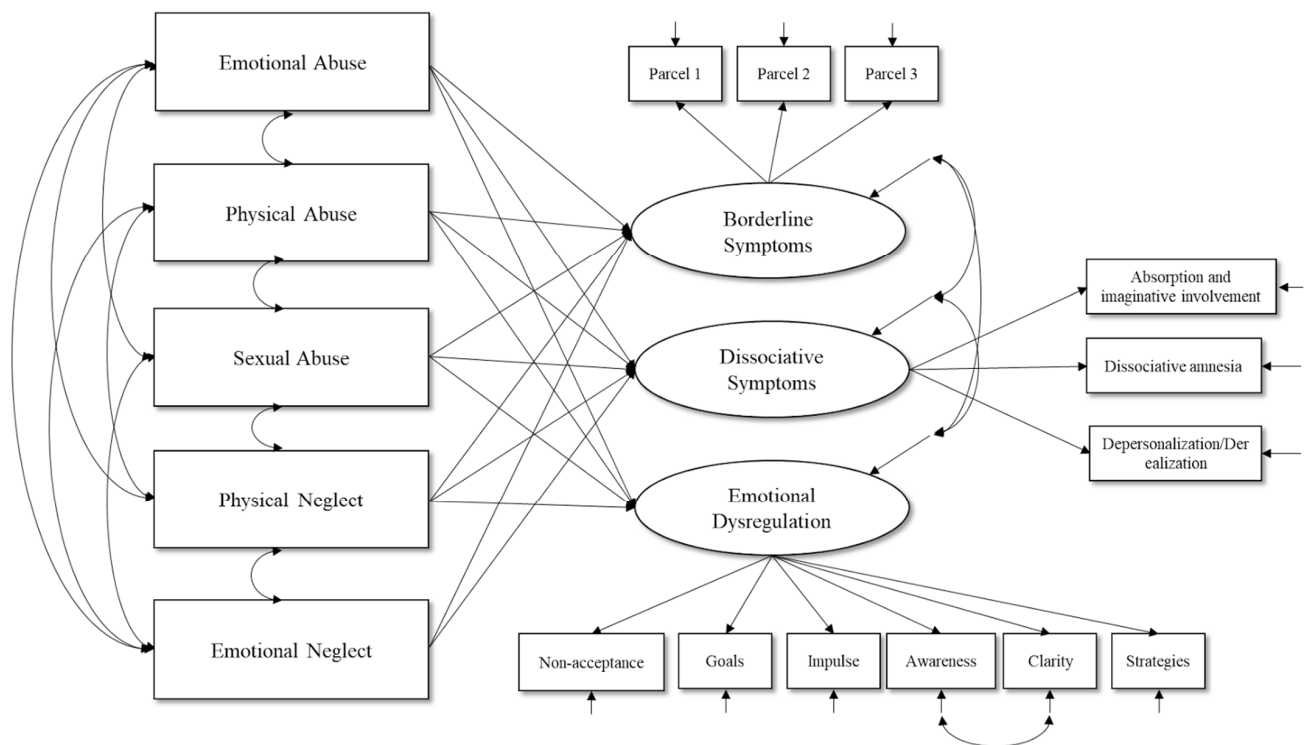 Emotional Abuse
Physical Abuse
Sexual Abuse
Physical Neglect
Emotional Neglect
Parcel 1
Parcel 2
Parcel 3
Borderline
Symptoms
Dissociative
Symptoms
Emotional
Dysregulation
Absorption and
imaginative involvement
Dissociative amnesia
Depersonalization/Der
ealization
Non-acceptance
Goals
Impulse
Awareness
Clarity
Strategies